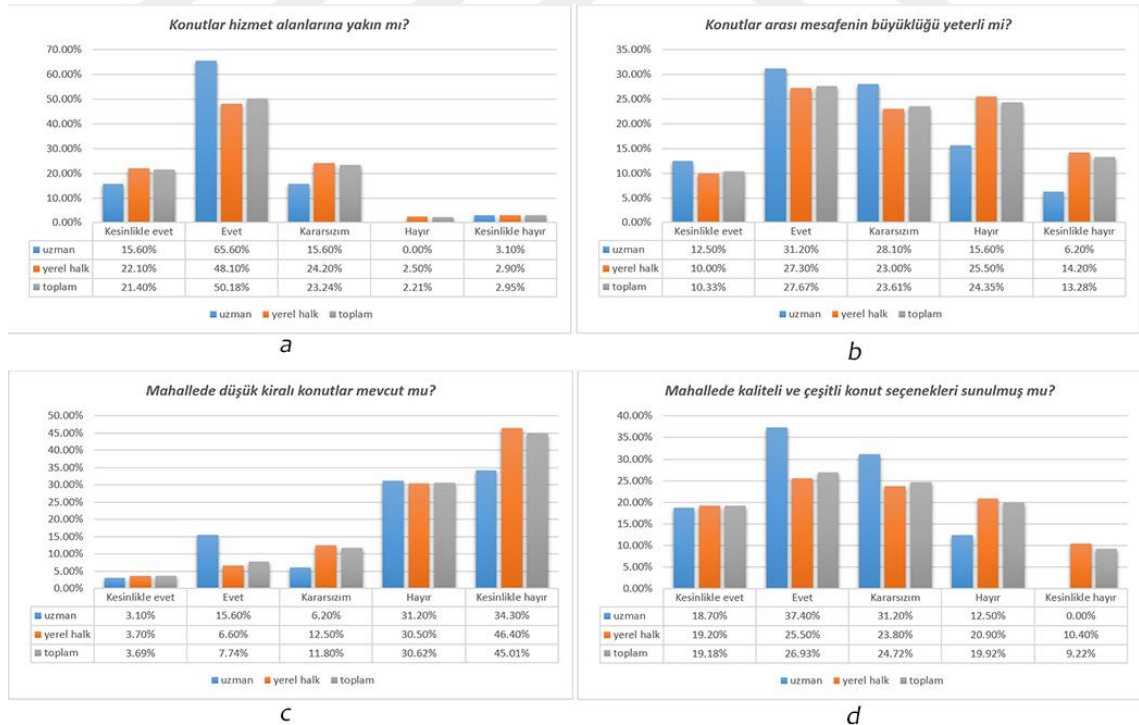 Konutlar hizmet alanlarına yakın mı?
70.00%
60.00%
50.00%
40.00%
30.00%
20.00%
10.00%
0.00%
Kesinlikle evet Evet Kararsızım Hayır Kesinlikle hayır
uzman 15.60% 65.60% 15.60% 0.00% 3.10%
yerel halk 22.10% 48.10% 24.20% 2.50% 2.90%
toplam 21.40% 50.18% 23.24% 2.21% 2.95%
uzman yerel halk toplam
a
Konutlar arası mesafenin büyüklüğü yeterli mi?
35.00%
30.00%
25.00%
20.00%
15.00%
10.00%
5.00%
0.00%
Kesinlikle evet Evet Kararsızım Hayır Kesinlikle hayır
uzman 12.50% 31.20% 28.10% 15.60% 6.20%
yerel halk 10.00% 27.30% 23.00% 25.50% 14.20%
toplam 10.33% 27.67% 23.61% 24.35% 13.28%
uzman yerel halk toplam
b
Mahallede düşük kiralı konutlar mevcut mu?
50.00%
45.00%
40.00%
35.00%
30.00%
25.00%
20.00%
15.00%
10.00%
5.00%
0.00%
Kesinlikle evet Evet Kararsızım Hayır Kesinlikle hayır
uzman 3.10% 15.60% 6.20% 31.20% 34.30%
yerel halk 3.70% 6.60% 12.50% 30.50% 46.40%
toplam 3.69% 7.74% 11.80% 30.62% 45.01%
uzman yerel halk toplam
c
Mahallede kaliteli ve çeşitli konut seçenekleri sunulmuş mu?
40.00%
35.00%
30.00%
25.00%
20.00%
15.00%
10.00%
5.00%
0.00%
Kesinlikle evet Evet Kararsızım Hayır Kesinlikle hayır
uzman 18.70% 37.40% 31.20% 12.50% 0.00%
yerel halk 19.20% 25.50% 23.80% 20.90% 10.40%
toplam 19.18% 26.93% 24.72% 19.92% 9.22%
uzman yerel halk toplam
d